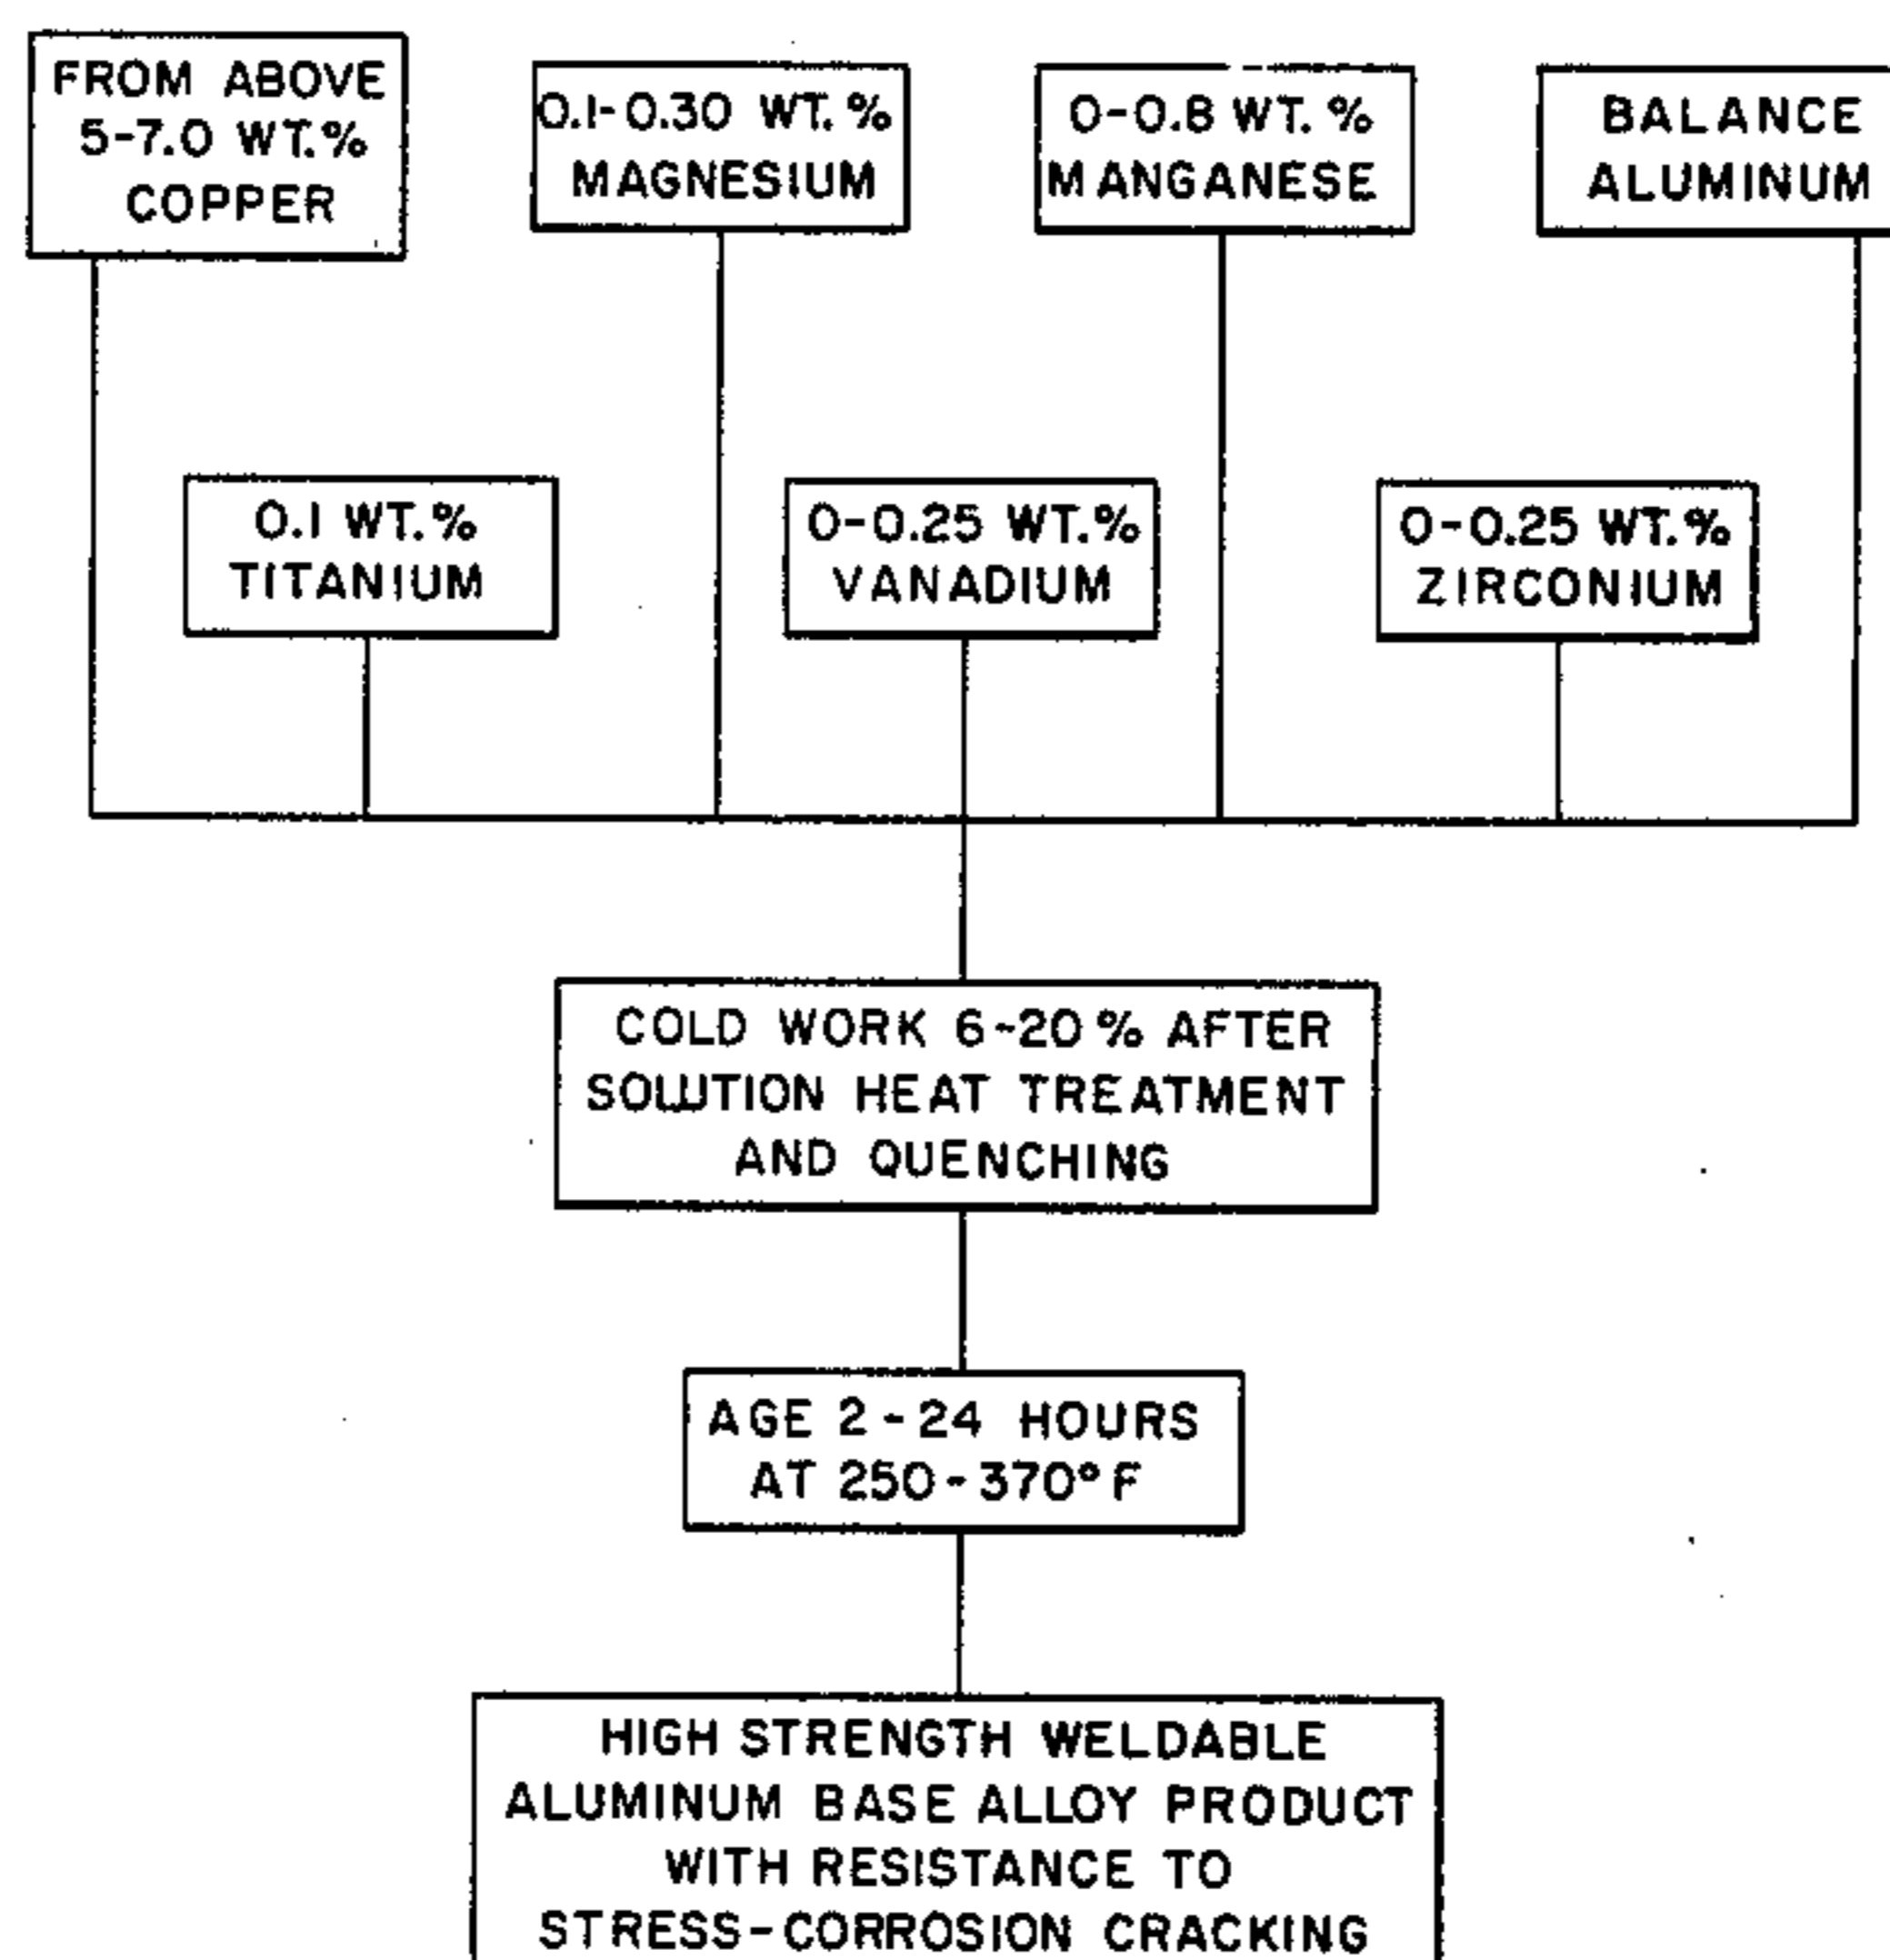 FROM ABOVE
5-7.0 WT.%
COPPER
0.1-0.30 WT.%
MAGNESIUM
0-0.8 WT.%
MANGANESE
BALANCE
ALUMINUM
0.1 WT.%
TITANIUM
0-0.25 WT.%
VANADIUM
0-0.25 WT.%
ZIRCONIUM
COLD WORK 6-20% AFTER
SOLUTION HEAT TREATMENT
AND QUENCHING
AGE 2-24 HOURS
AT 250-370°F
HIGH STRENGTH WELDABLE
ALUMINUM BASE ALLOY PRODUCT
WITH RESISTANCE TO
STRESS-CORROSION CRACKING